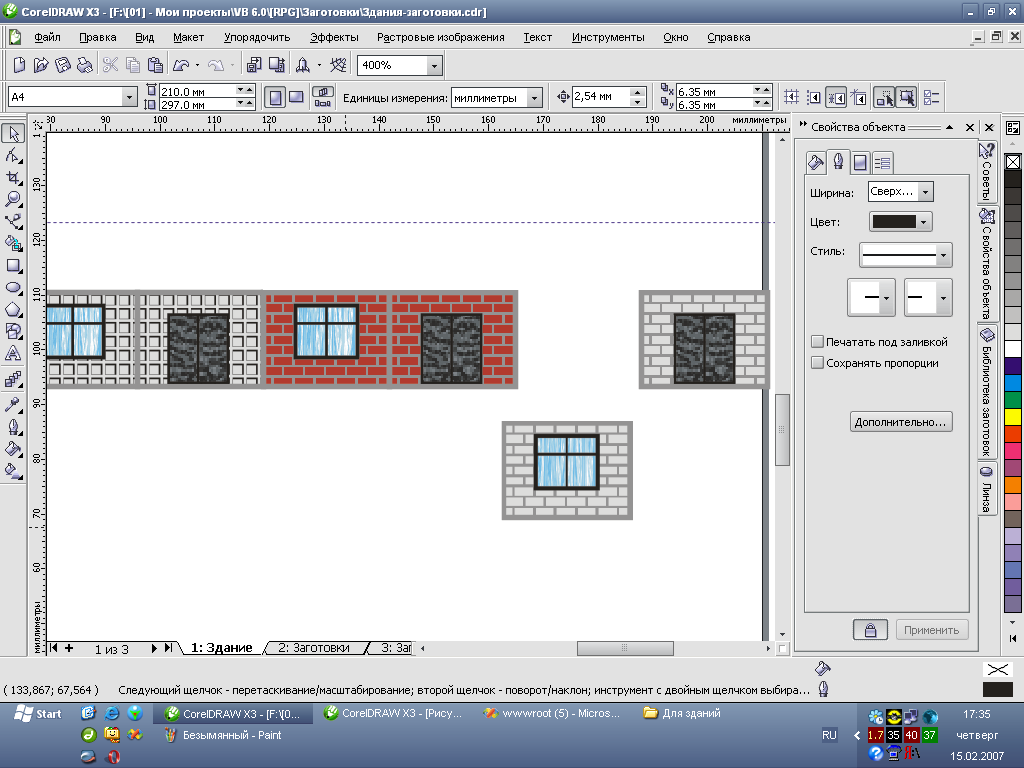 CorelDRAW X3 - [F:\[01] - Мои проекты\VB 6.0\[RPG]\Заготовки\Здания-заготовки.cdr]
Файл Правка Вид Макет Упорядочить Эффекты Растровые изображения Текст Инструменты Окно Справка
400%
A4 210.0 мм 297.0 мм Единицы измерения: миллиметры 2,54 мм 6.35 мм 6.35 мм
80 90 100 110 120 130 140 150 160 170 180 190 200 миллиметры
130
120
110
100
90
80
70
60
миллиметры
Свойства объекта
Ширина: Сверх...
Цвет:
Стиль:
Печатать под заливкой
Сохранять пропорции
Дополнительно...
Применить
Советы
Свойства объекта
Библиотека заготовок
Линза
1 из 3 1: Здание 2: Заготовки 3: Заг
( 133,867; 67,564 ) Следующий щелчок - перетаскивание/масштабирование; второй щелчок - поворот/наклон; инструмент с двойным щелчком выбира...
Start CorelDRAW X3 - [F:\[0... CorelDRAW X3 - [Рису... wwwroot (5) - Micros... Для зданий 17:35
Безымянный - Paint RU 1.7 35 40 37 четверг
15.02.2007